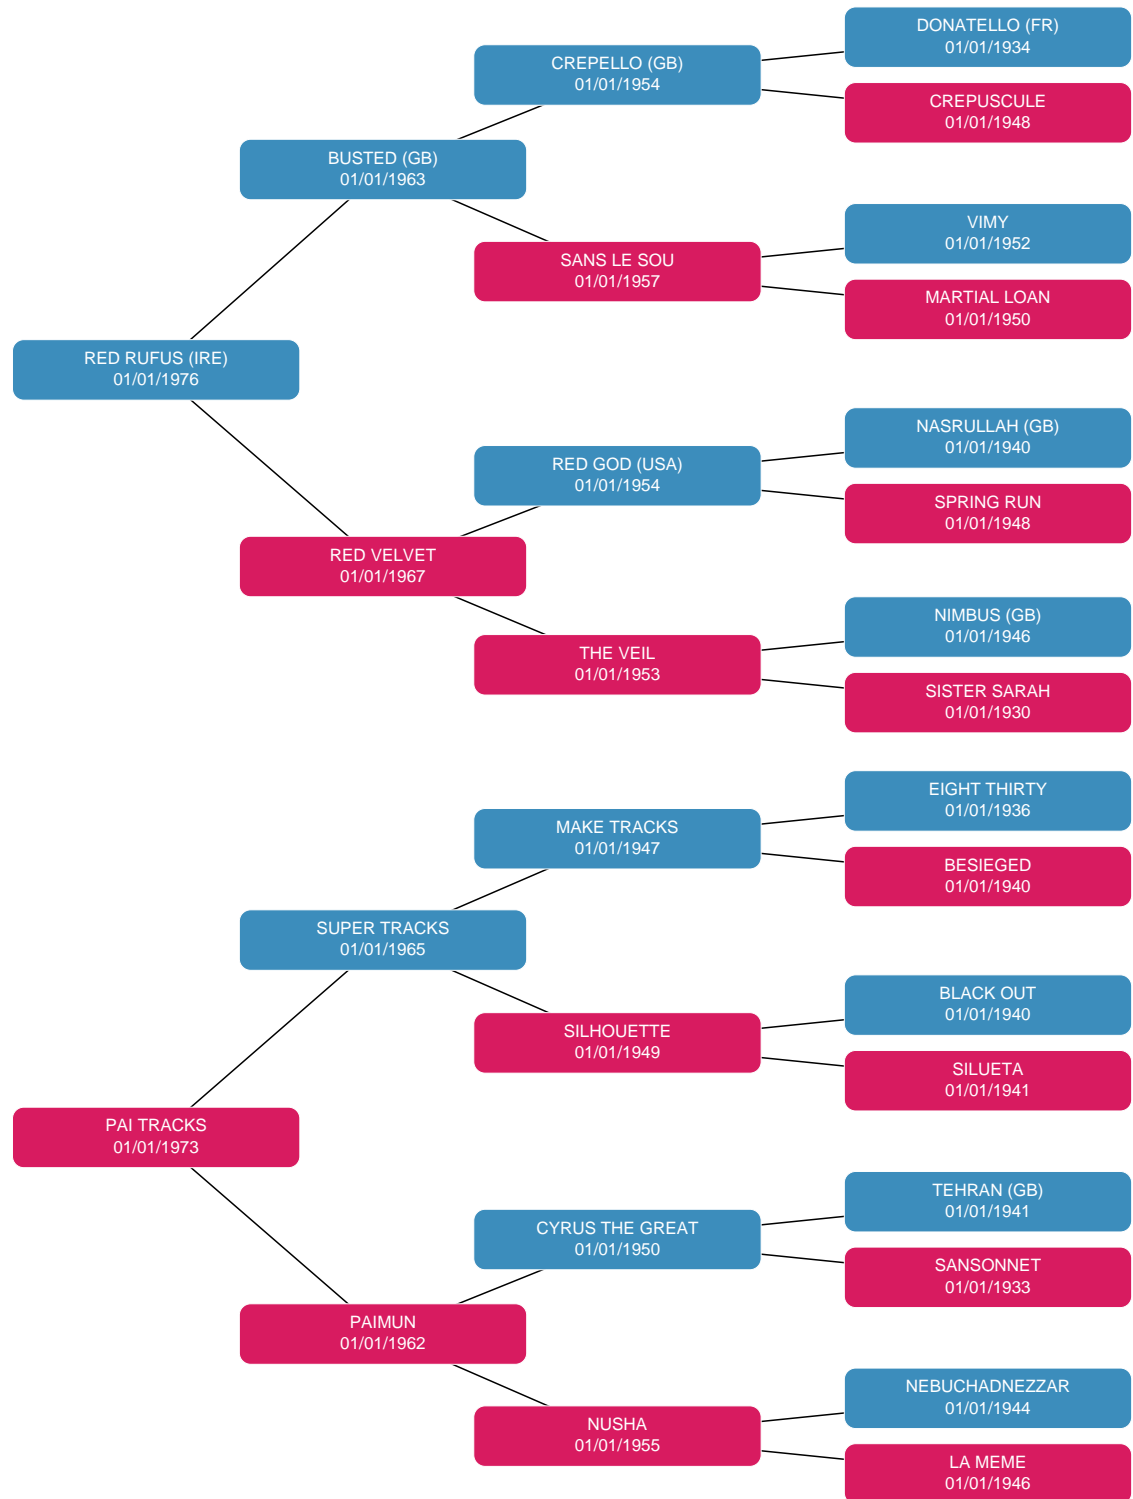 DONATELLO (FR)
01/01/1934
CREPELLO (GB)
01/01/1954
CREPUSCULE
01/01/1948
BUSTED (GB)
01/01/1963
VIMY
01/01/1952
SANS LE SOU
01/01/1957
MARTIAL LOAN
01/01/1950
RED RUFUS (IRE)
01/01/1976
NASRULLAH (GB)
01/01/1940
RED GOD (USA)
01/01/1954
SPRING RUN
01/01/1948
RED VELVET
01/01/1967
NIMBUS (GB)
01/01/1946
THE VEIL
01/01/1953
SISTER SARAH
01/01/1930
EIGHT THIRTY
01/01/1936
MAKE TRACKS
01/01/1947
BESIEGED
01/01/1940
SUPER TRACKS
01/01/1965
BLACK OUT
01/01/1940
SILHOUETTE
01/01/1949
SILUETA
01/01/1941
PAI TRACKS
01/01/1973
TEHRAN (GB)
01/01/1941
CYRUS THE GREAT
01/01/1950
SANSONNET
01/01/1933
PAIMUN
01/01/1962
NEBUCHADNEZZAR
01/01/1944
NUSHA
01/01/1955
LA MEME
01/01/1946